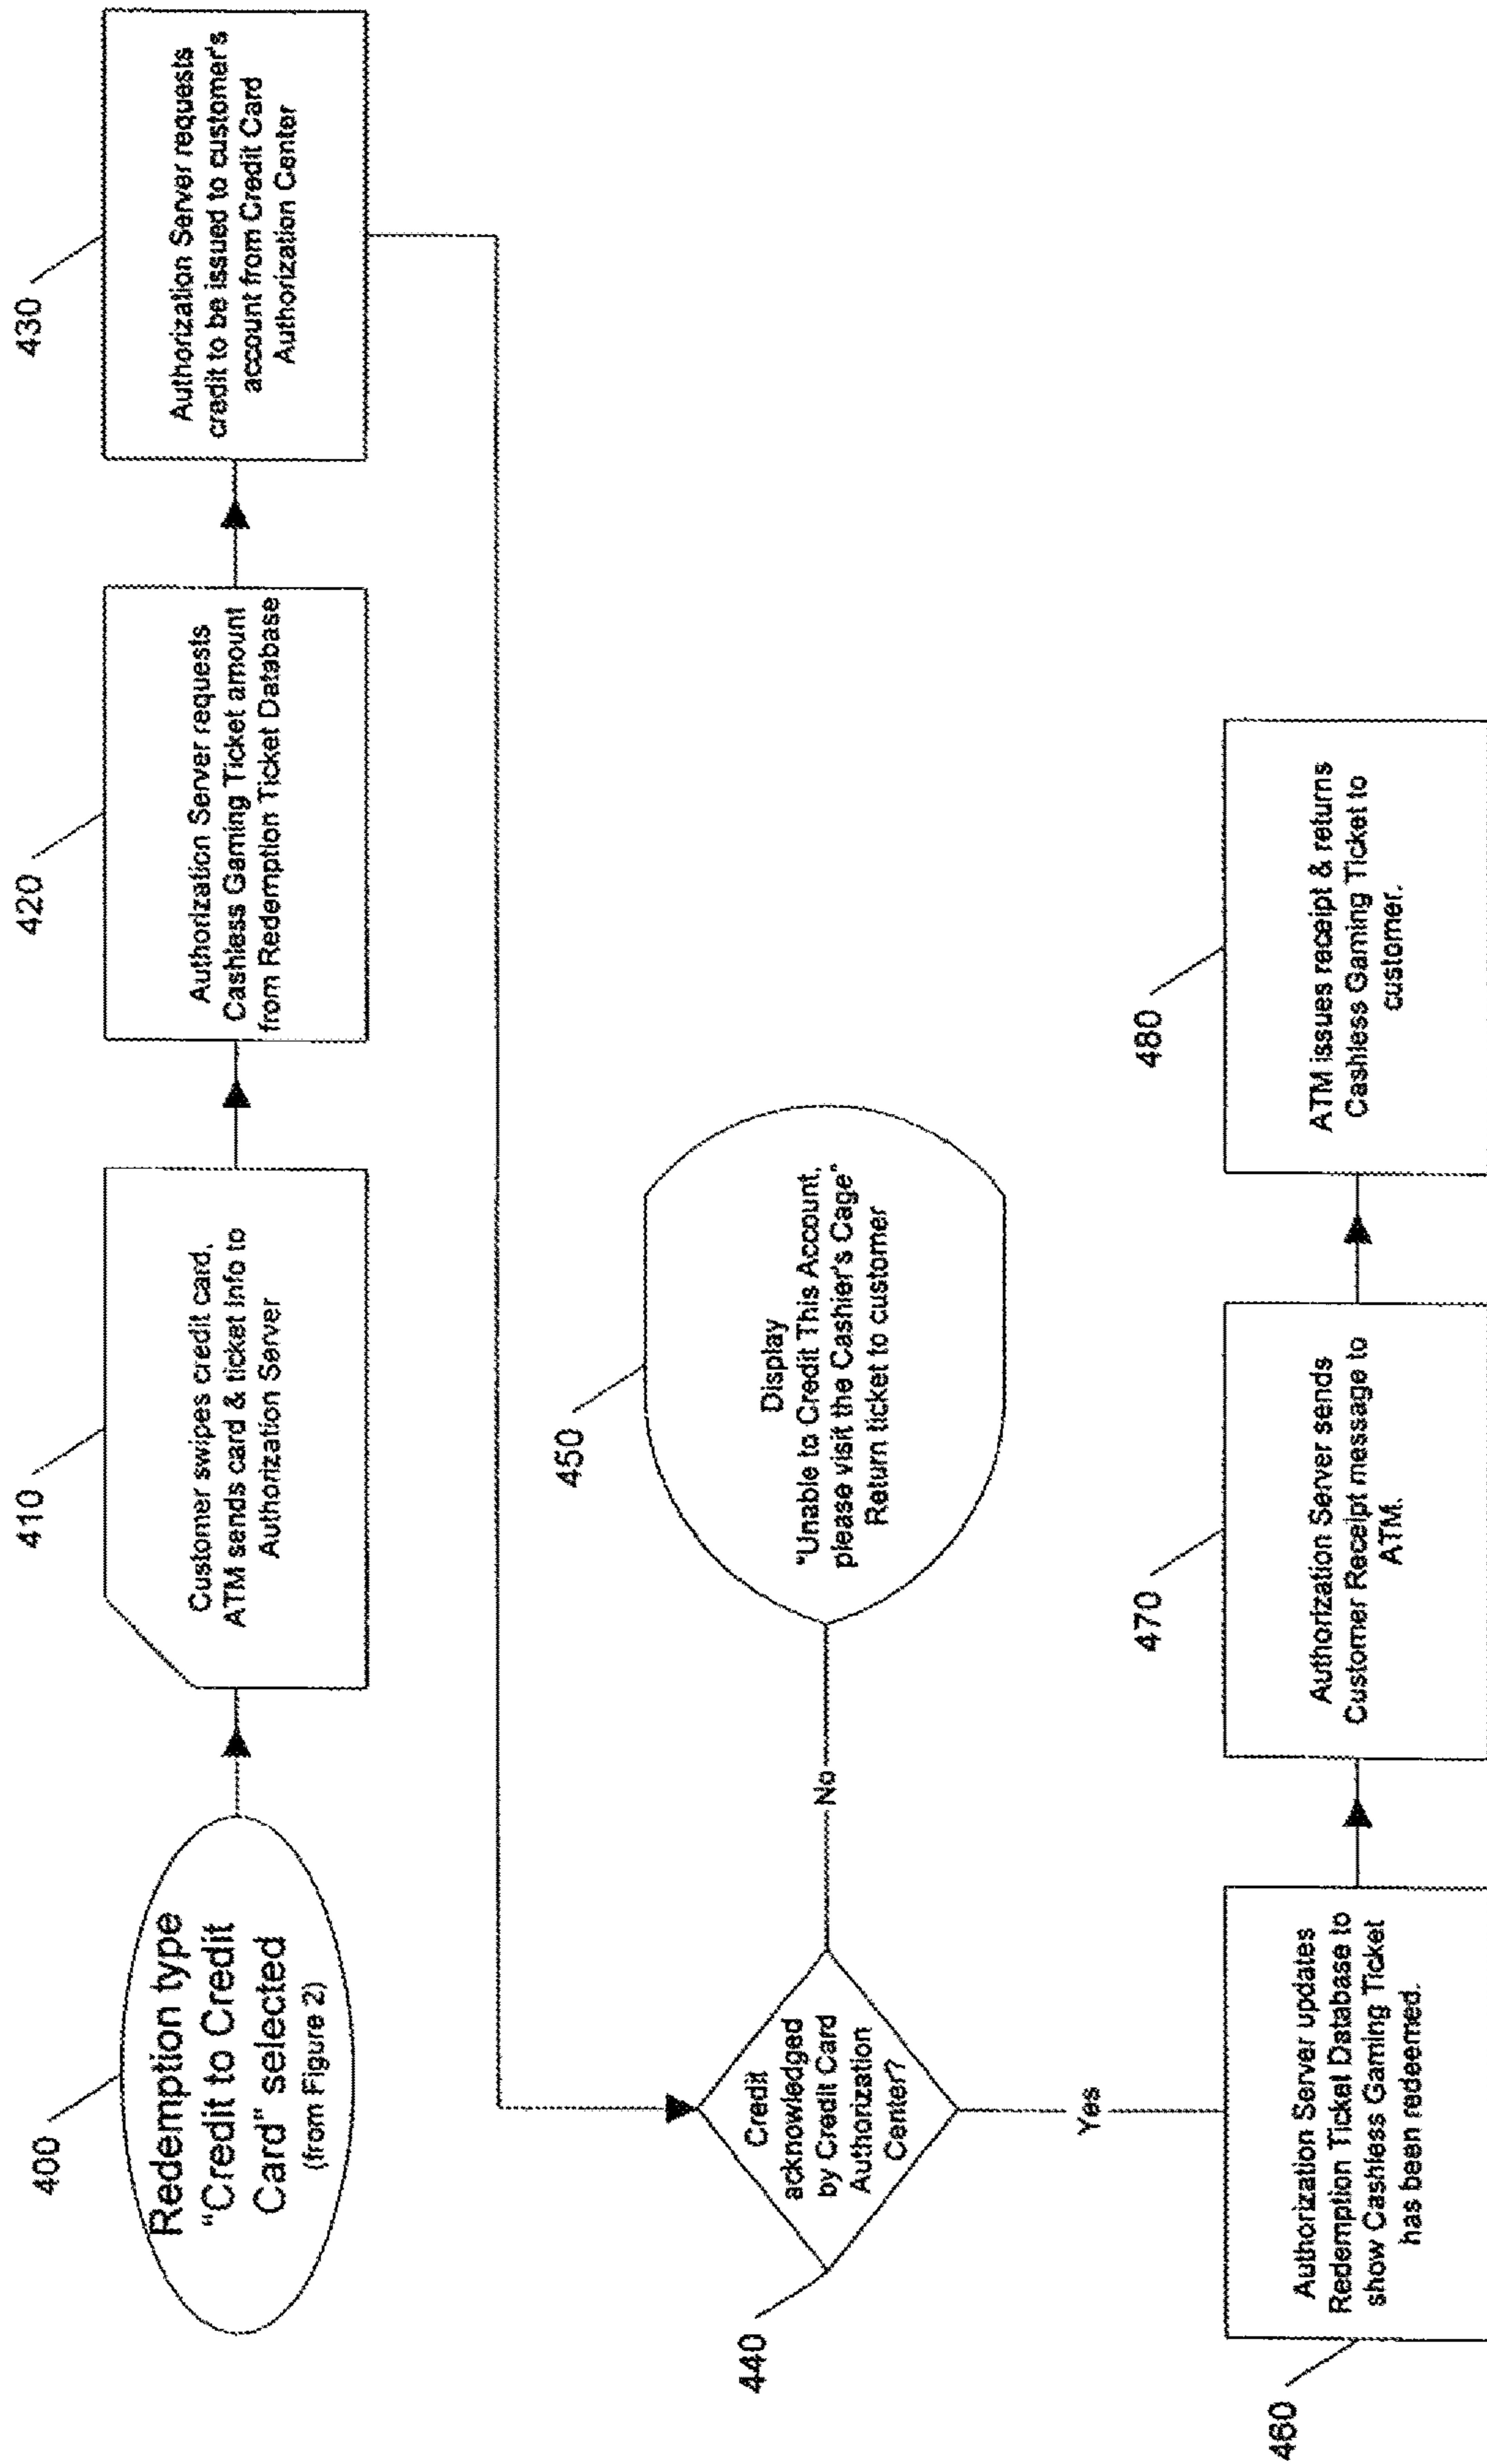 400
Redemption type
"Credit to Credit
Card" selected
(from Figure 2)
410
Customer swipes credit card,
ATM sends card & ticket Info to
Authorization Server
420
Authorization Server requests
Cashless Gaming Ticket amount
from Redemption Ticket Database
430
Authorization Server requests
credit to be issued to customer's
account from Credit Card
Authorization Center
440
Credit
acknowledged
by Credit Card
Authorization
Center?
No
450
Display
"Unable to Credit This Account,
please visit the Cashier's Cage"
Return ticket to customer
Yes
460
Authorization Server updates
Redemption Ticket Database to
show Cashless Gaming Ticket
has been redeemed.
470
Authorization Server sends
Customer Receipt message to
ATM.
480
ATM issues receipt & returns
Cashless Gaming Ticket to
customer.